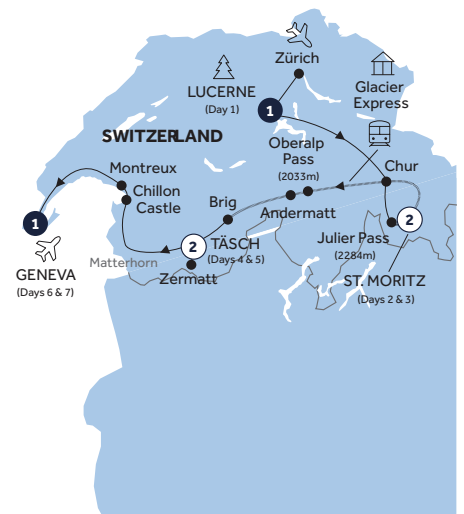 Zürich
LUCERNE
(Day 1)
Glacier
Express
1
SWITZERLAND
Oberalp
Pass
(2033m)
Chur
Montreux
Chillon
Castle
Brig
Andermatt
1
2
TÄSCH
(Days 4 & 5)
Julier Pass
(2284m)
2
Matterhorn
Zermatt
GENEVA
(Days 6 & 7)
ST. MORITZ
(Days 2 & 3)